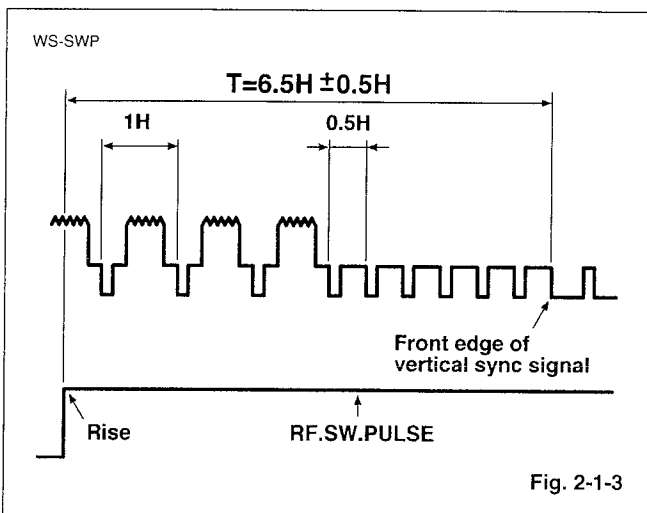 WS-SWP
T=6.5H ±0.5H
1H
0.5H
Front edge of
vertical sync signal
Rise
RF.SW.PULSE
Fig. 2-1-3